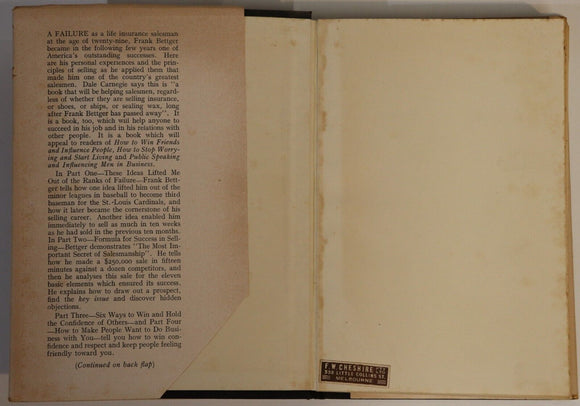 A FAILURE as a life insurance salesman
at the age of twenty-nine, Frank Bettger
became in the following few years one of
America's outstanding successes. Here
are his personal experiences and the prin-
ciples of selling as he applied them that
made him one of the country's greatest
salesmen. Dale Carnegie says this is "a
book that will be helping salesmen, regard-
less of whether they are selling insurance,
or shoes, or ships, or sealing wax, long
after Frank Bettger has passed away". It
is a book, too, which will help anyone to
succeed in his job and in his relations with
other people. It is a book which will
appeal to readers of How to Win Friends
and Influence People, How to Stop Worry-
ing and Start Living and Public Speaking
and Influencing Men in Business.
In Part One—These Ideas Lifted Me
Out of the Ranks of Failure—Frank Bett-
ger tells how one idea lifted him out of the
minor leagues in baseball to become third
baseman for the St.-Louis Cardinals, and
how it later became the cornerstone of his
selling career. Another idea enabled him
immediately to sell as much in ten weeks
as he had sold in the previous ten months.
In Part Two—Formula for Success in Sell-
ing—Bettger demonstrates "The Most Im-
portant Secret of Salesmanship". He tells
how he made a $250,000 sale in fifteen
minutes against a dozen competitors, and
then he analyses this sale for the eleven
basic elements which ensured its success.
He explains how to draw out a prospect,
find the key issue and discover hidden
objections.
Part Three—Six Ways to Win and Hold
the Confidence of Others—and Part Four
—How to Make People Want to Do Busi-
ness with You—tell you how to win con-
fidence and respect and keep people feeling
friendly toward you.
(Continued on back flap)
F. W. CHESHIRE
338 LITTLE COLLINS ST.
MELBOURNE